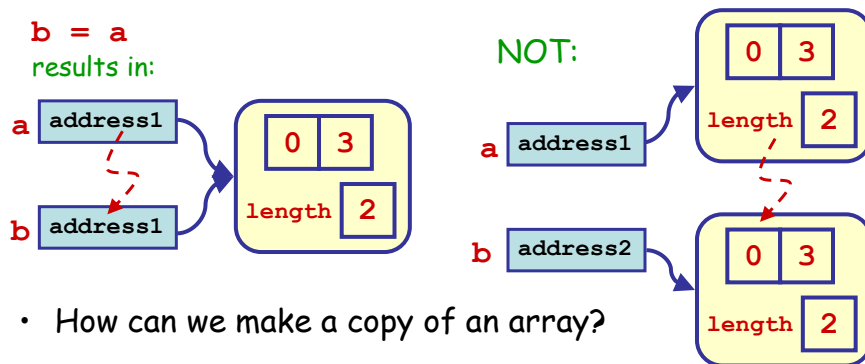 b = a
results in:
a address1
0 3
length 2
b address1
NOT:
0 3
length 2
a address1
b address2
0 3
length 2
• How can we make a copy of an array?